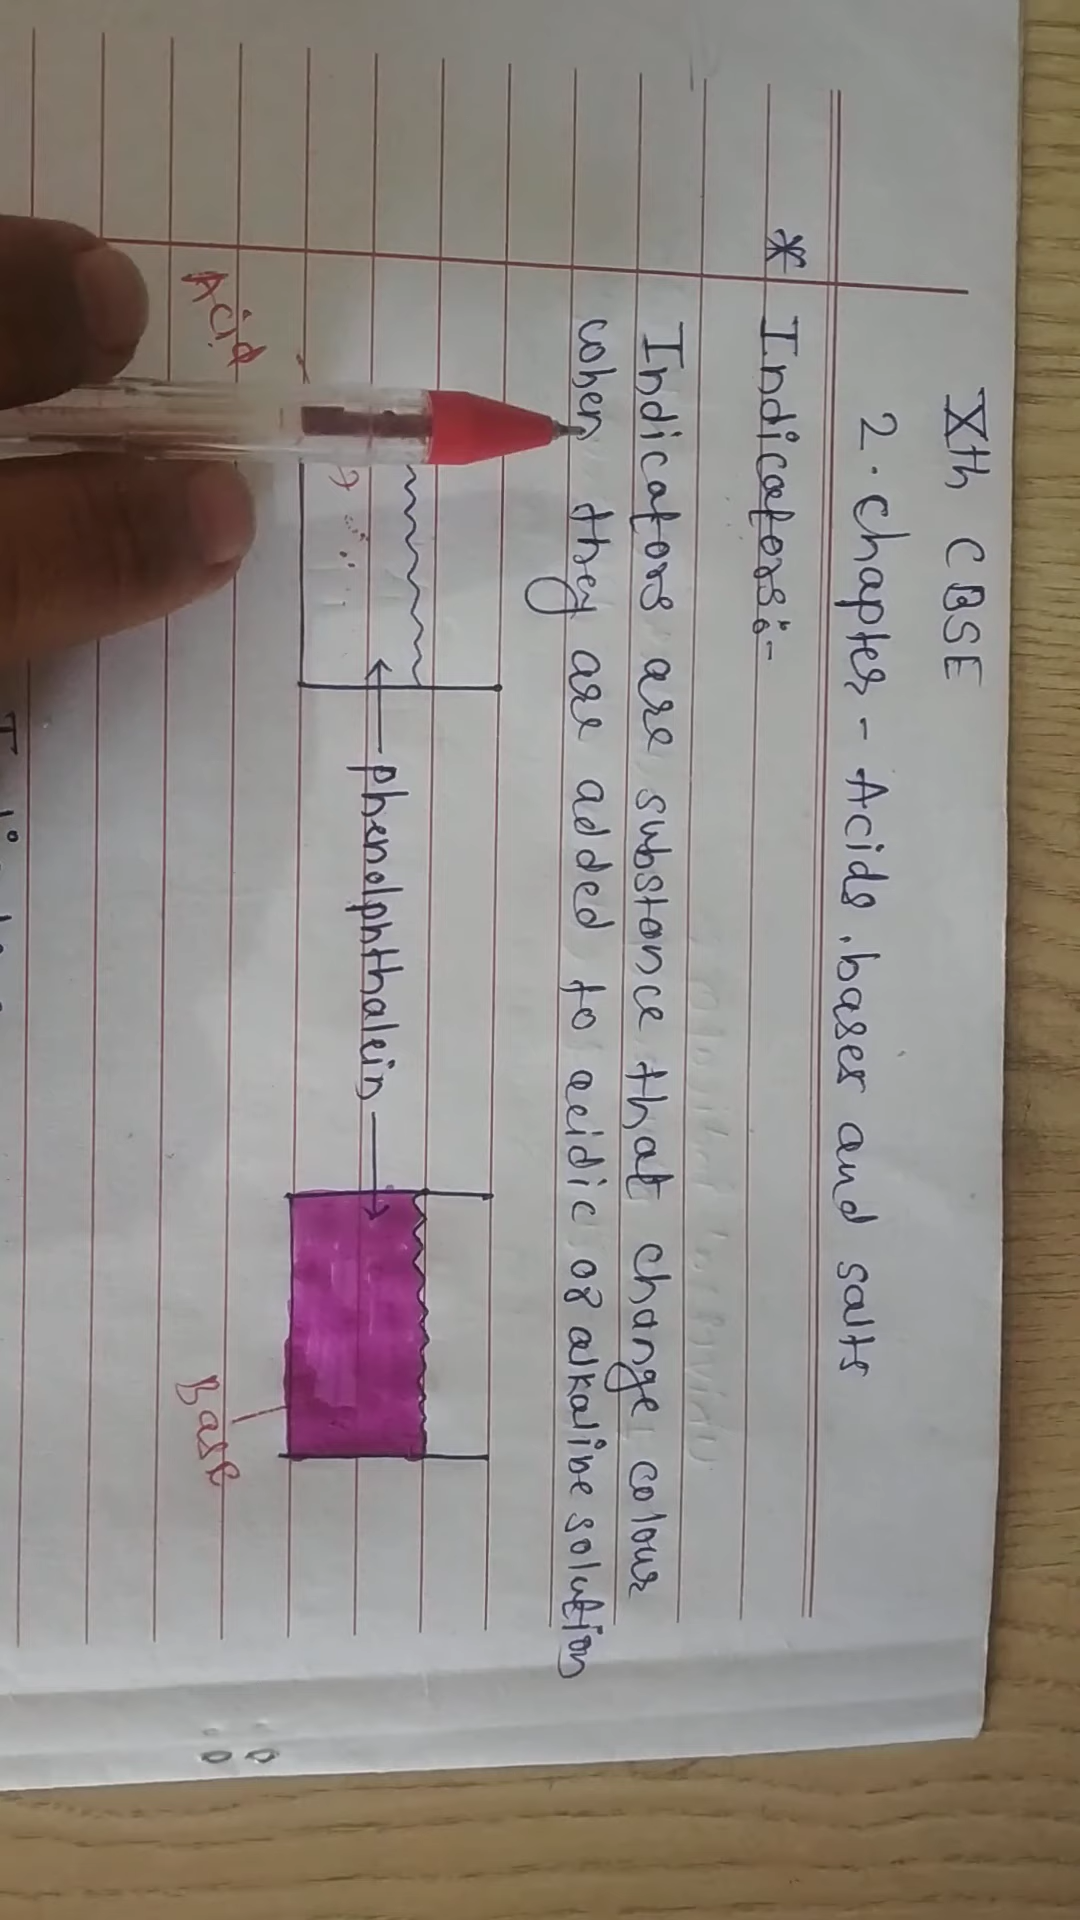 Xth CBSE
2. Chapter - Acids, bases and salts
* Indicators:-
Indicators are substance that change colour
when they are added to acidic or alkaline solution
phenolphthalein
Acid
Base